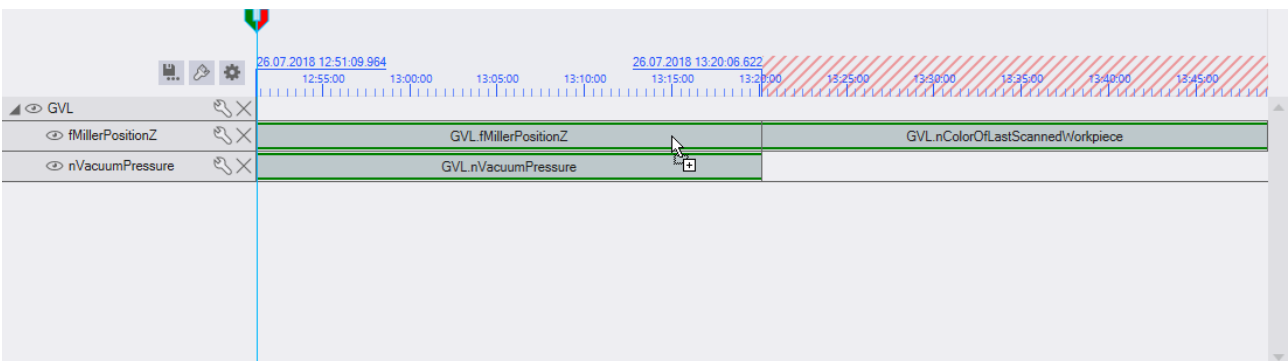 26.07.2018 12:51:09.964 26.07.2018 13:20:06.622
12:55:00 13:00:00 13:05:00 13:10:00 13:15:00 13:20:00 13:25:00 13:30:00 13:35:00 13:40:00 13:45:00
GVL
fMillerPositionZ GVL.fMillerPositionZ GVL.nColorOfLastScannedWorkpiece
nVacuumPressure GVL.nVacuumPressure